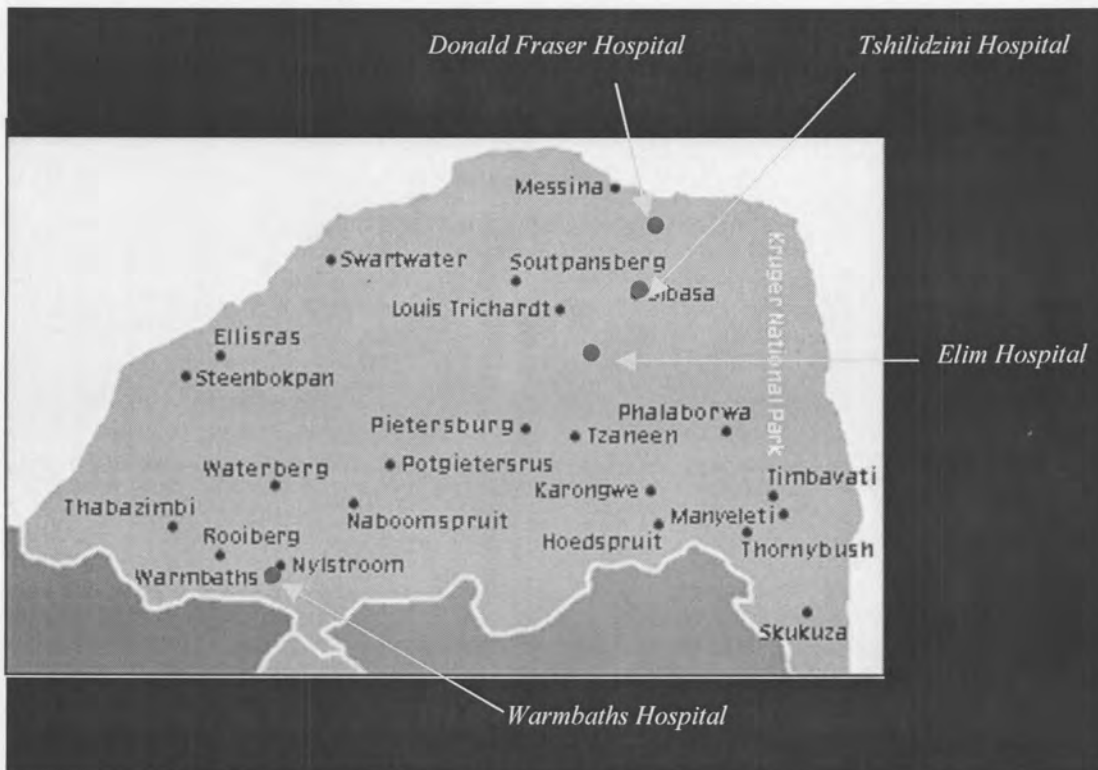 Donald Fraser Hospital
Tshilidzini Hospital
Messina
Swartwater
Soutpansberg
Louis Trichardt
Kruger National Park
Ellisras
Steenbokpan
Elim Hospital
Phalaborwa
Pietersburg
Tzaneen
Waterberg
Potgietersrus
Timbavati
Karongwe
Thabazimbi
Naboomspruit
Manyeleti
Rooiberg
Hoedspruit
Thornybush
Warmbaths
Nylstroom
Skukuza
Warmbaths Hospital